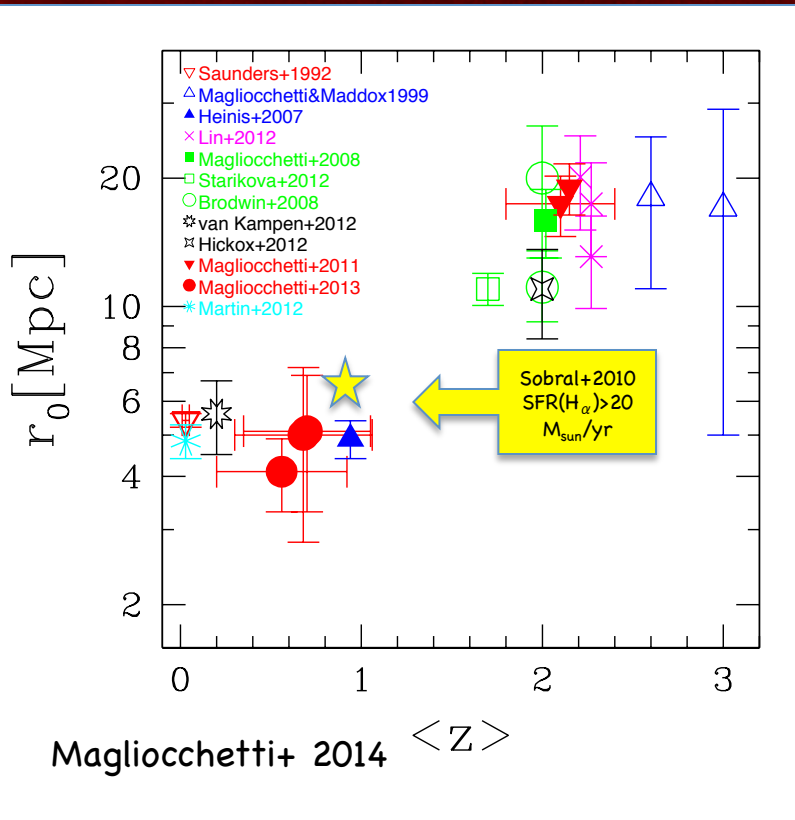 Saunders+1992
Magliocchetti&Maddox1999
Heinis+2007
Lin+2012
Magliocchetti+2008
Starikova+2012
Brodwin+2008
van Kampen+2012
Hickox+2012
Magliocchetti+2011
Magliocchetti+2013
Martin+2012
r₀[Mpc]
20
10
8
6
4
2
Sobral+2010
SFR(Hα)>20
Msun/yr
0 1 2 3
<z>
Magliocchetti+ 2014